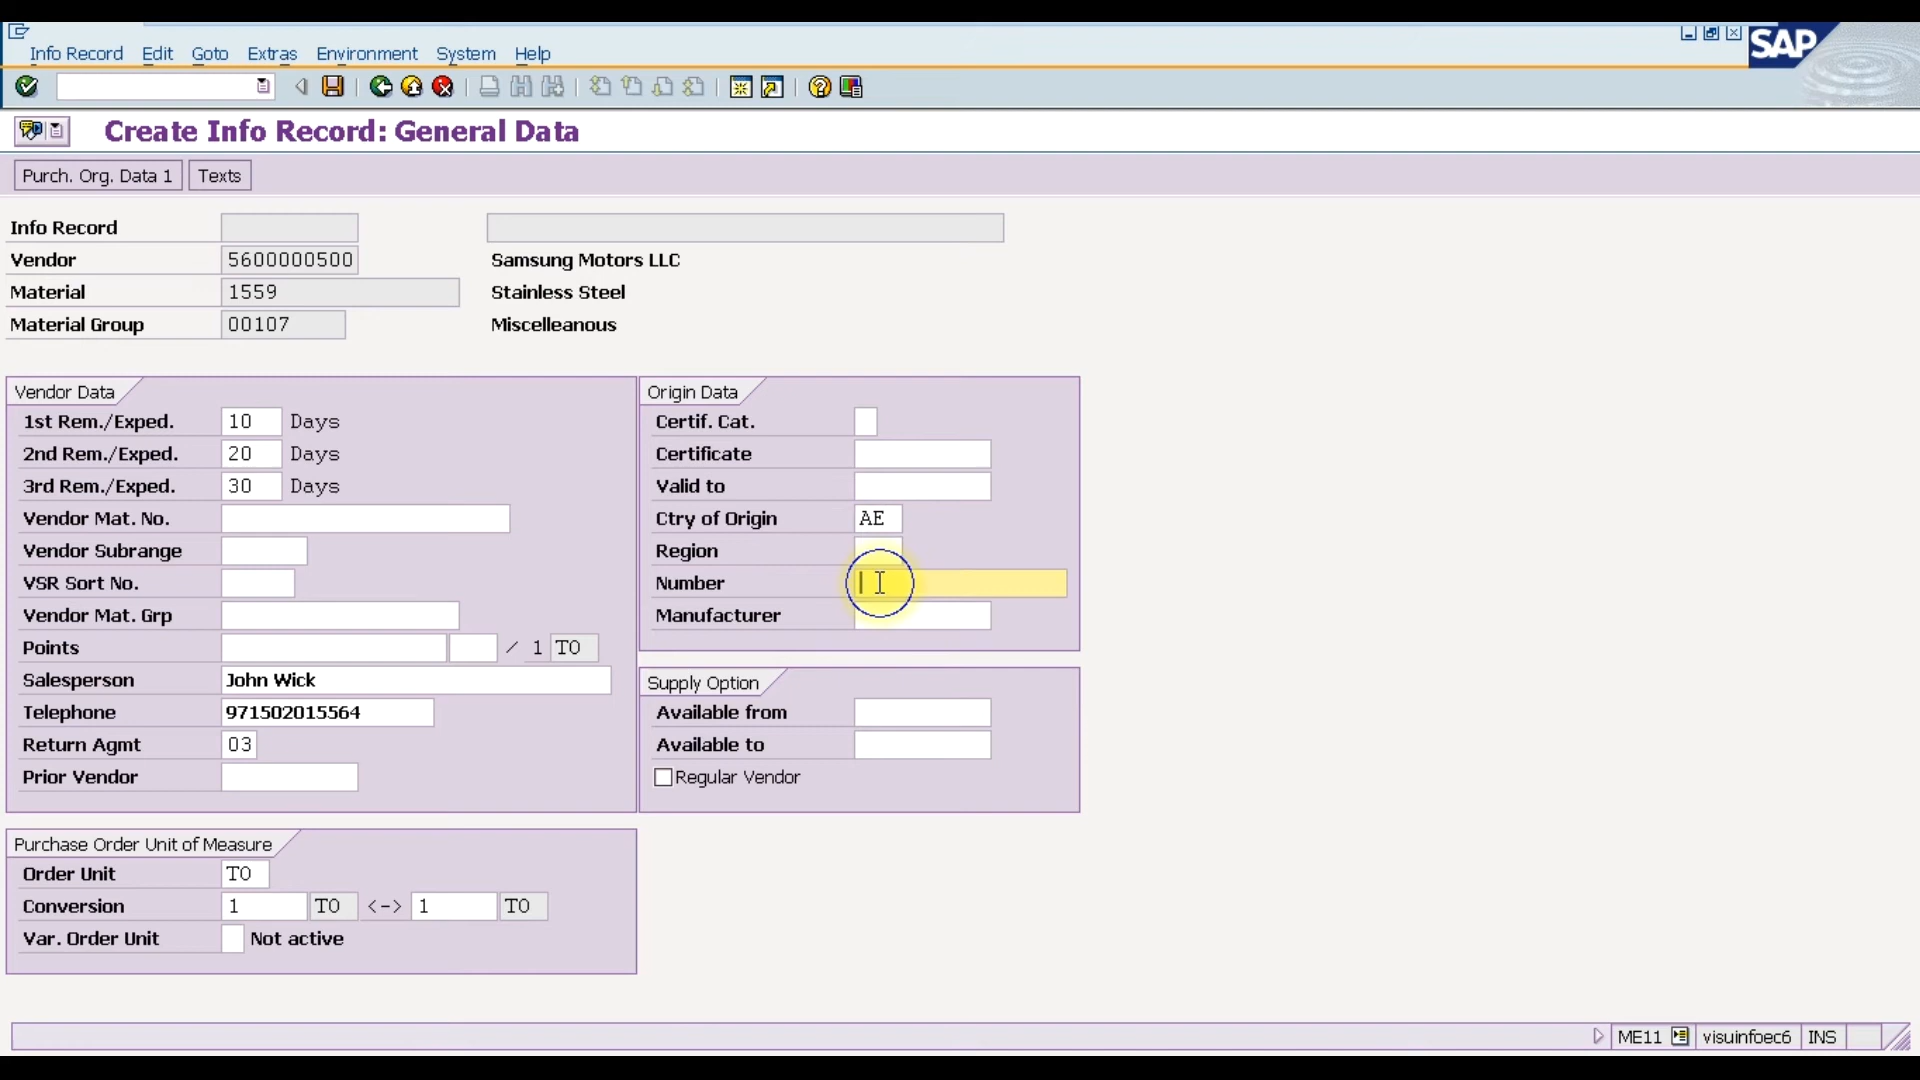 Info Record Edit Goto Extras Environment System Help
SAP
Create Info Record: General Data
Purch. Org. Data 1 Texts
Info Record
Vendor 5600000500 Samsung Motors LLC
Material 1559 Stainless Steel
Material Group 00107 Miscelleanous
Vendor Data
1st Rem./Exped. 10 Days
2nd Rem./Exped. 20 Days
3rd Rem./Exped. 30 Days
Vendor Mat. No.
Vendor Subrange
VSR Sort No.
Vendor Mat. Grp
Points / 1 TO
Salesperson John Wick
Telephone 971502015564
Return Agmt 03
Prior Vendor
Origin Data
Certif. Cat.
Certificate
Valid to
Ctry of Origin AE
Region
Number
Manufacturer
Supply Option
Available from
Available to
Regular Vendor
Purchase Order Unit of Measure
Order Unit TO
Conversion 1 TO <-> 1 TO
Var. Order Unit Not active
ME11 visuinfoec6 INS